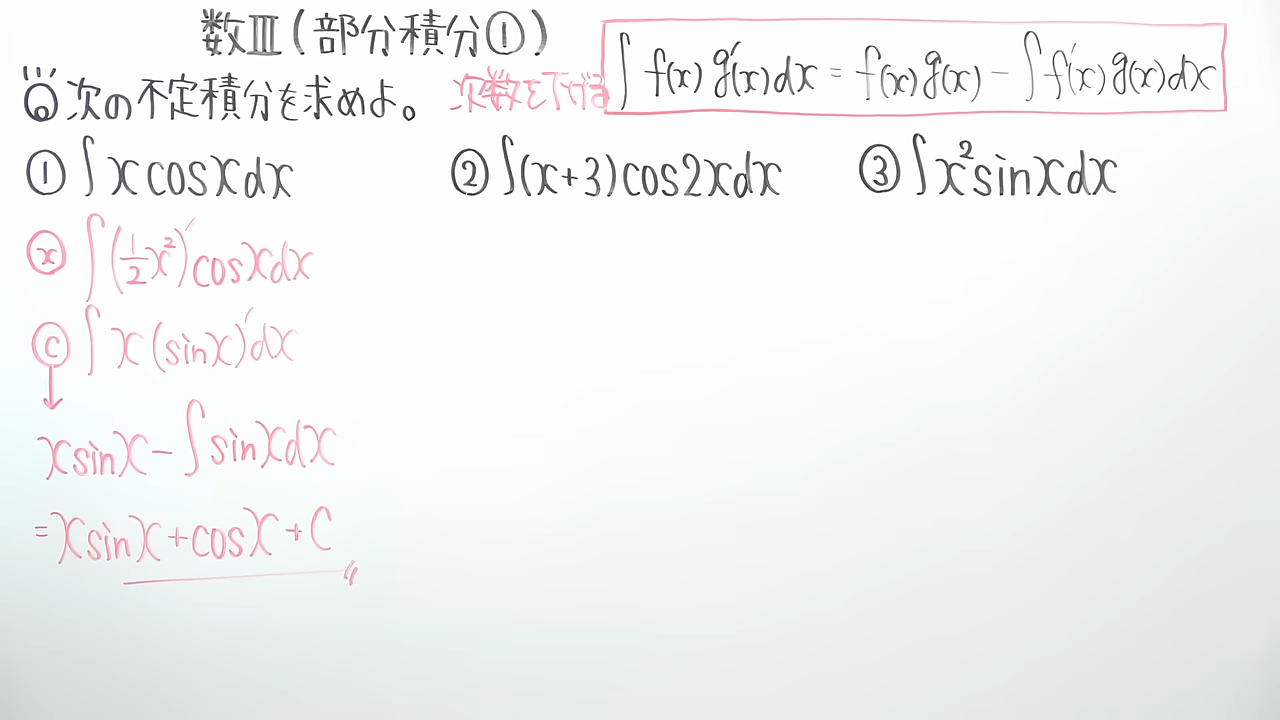 数Ⅲ(部分積分①)
∫f(x)g'(x)dx = f(x)g(x) - ∫f'(x)g(x)dx
次の不定積分を求めよ。 次数を下げる
① ∫xcosxdx
② ∫(x+3)cos2xdx
③ ∫x²sinxdx
ⓧ ∫(1/2x²)'cosxdx
ⓒ ∫x(sinx)'dx
↓
xsinx - ∫sinxdx
=xsinx+cosx+C